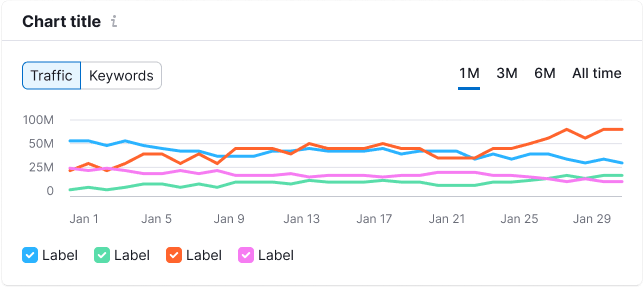 Chart title
Traffic Keywords 1M 3M 6M All time
100M
50M
25M
0
Jan 1 Jan 5 Jan 9 Jan 13 Jan 17 Jan 21 Jan 25 Jan 29
Label Label Label Label